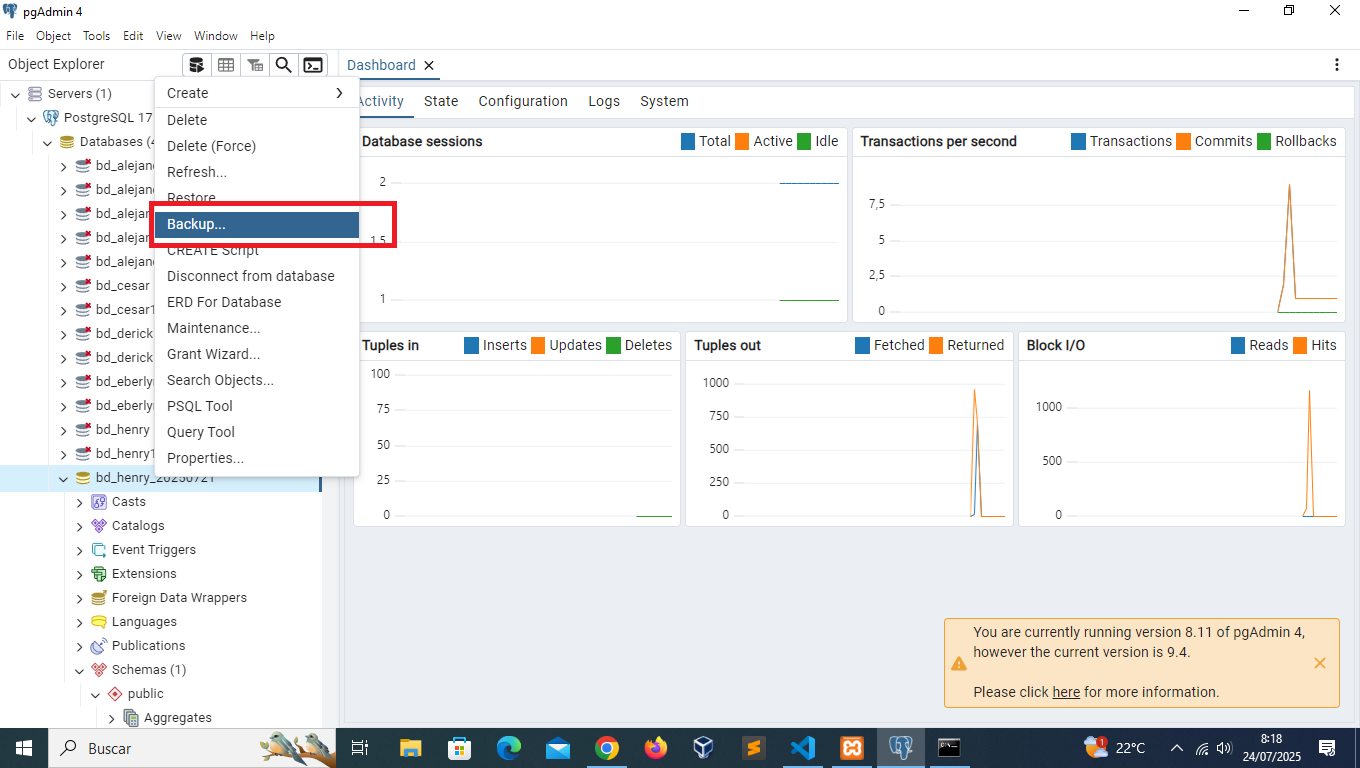 pgAdmin 4
File Object Tools Edit View Window Help
Object Explorer
Dashboard
Servers (1)
PostgreSQL 17
Databases (4
bd_alejand
bd_alejand
bd_alejar
bd_alejar
bd_alejand
bd_cesar
bd_cesar1
bd_derick
bd_derick
bd_eberly
bd_eberlyn
bd_henry
bd_henry1
bd_henry_20250721
Casts
Catalogs
Event Triggers
Extensions
Foreign Data Wrappers
Languages
Publications
Schemas (1)
public
Aggregates
Create
Delete
Delete (Force)
Refresh...
Restore
Backup...
CREATE Script
Disconnect from database
ERD For Database
Maintenance...
Grant Wizard...
Search Objects...
PSQL Tool
Query Tool
Properties...
Activity State Configuration Logs System
Database sessions Total Active Idle
2
1.5
1
Transactions per second Transactions Commits Rollbacks
7,5
5
2,5
0
Tuples in Inserts Updates Deletes
100
75
50
25
0
Tuples out Fetched Returned
1000
750
500
250
0
Block I/O Reads Hits
1000
500
0
You are currently running version 8.11 of pgAdmin 4,
however the current version is 9.4.
Please click here for more information.
Buscar
1
22°C
8:18
24/07/2025